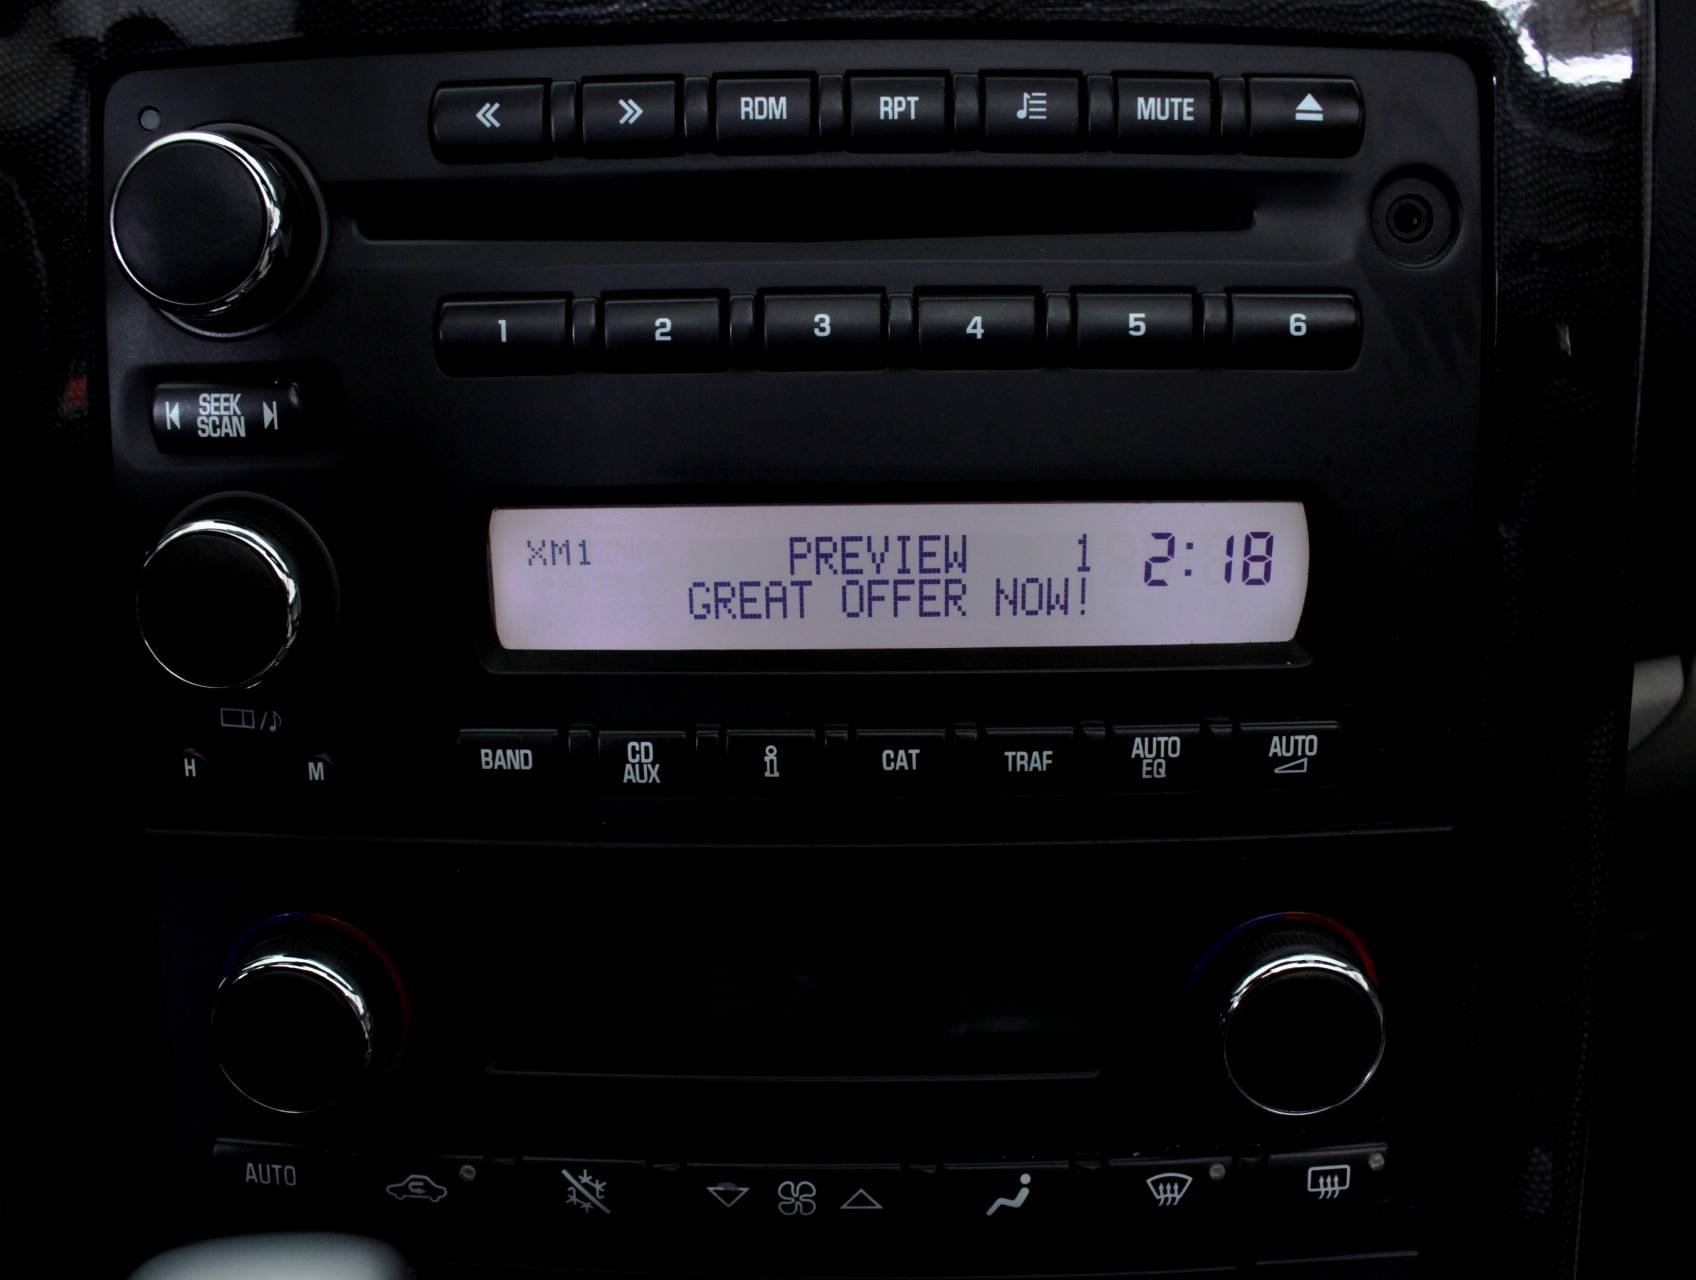 RDM RPT MUTE
1 2 3 4 5 6
SEEK
SCAN
XM1 PREVIEW 1 2:18
GREAT OFFER NOW!
H M
BAND CD AUX i CAT TRAF AUTO EQ AUTO
AUTO